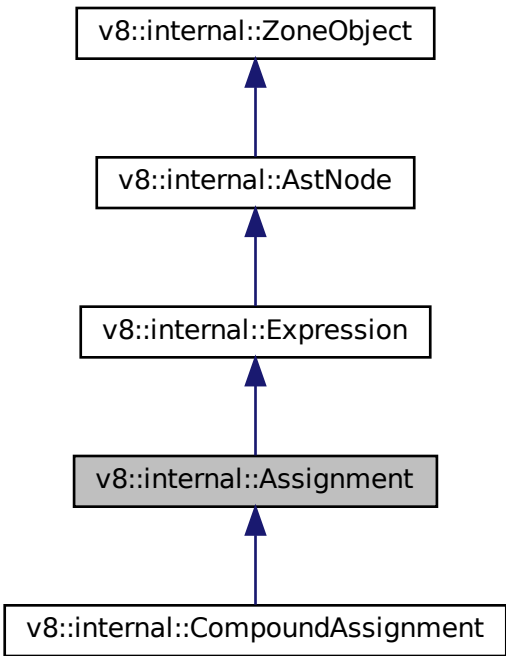 v8::internal::ZoneObject
v8::internal::AstNode
v8::internal::Expression
v8::internal::Assignment
v8::internal::CompoundAssignment